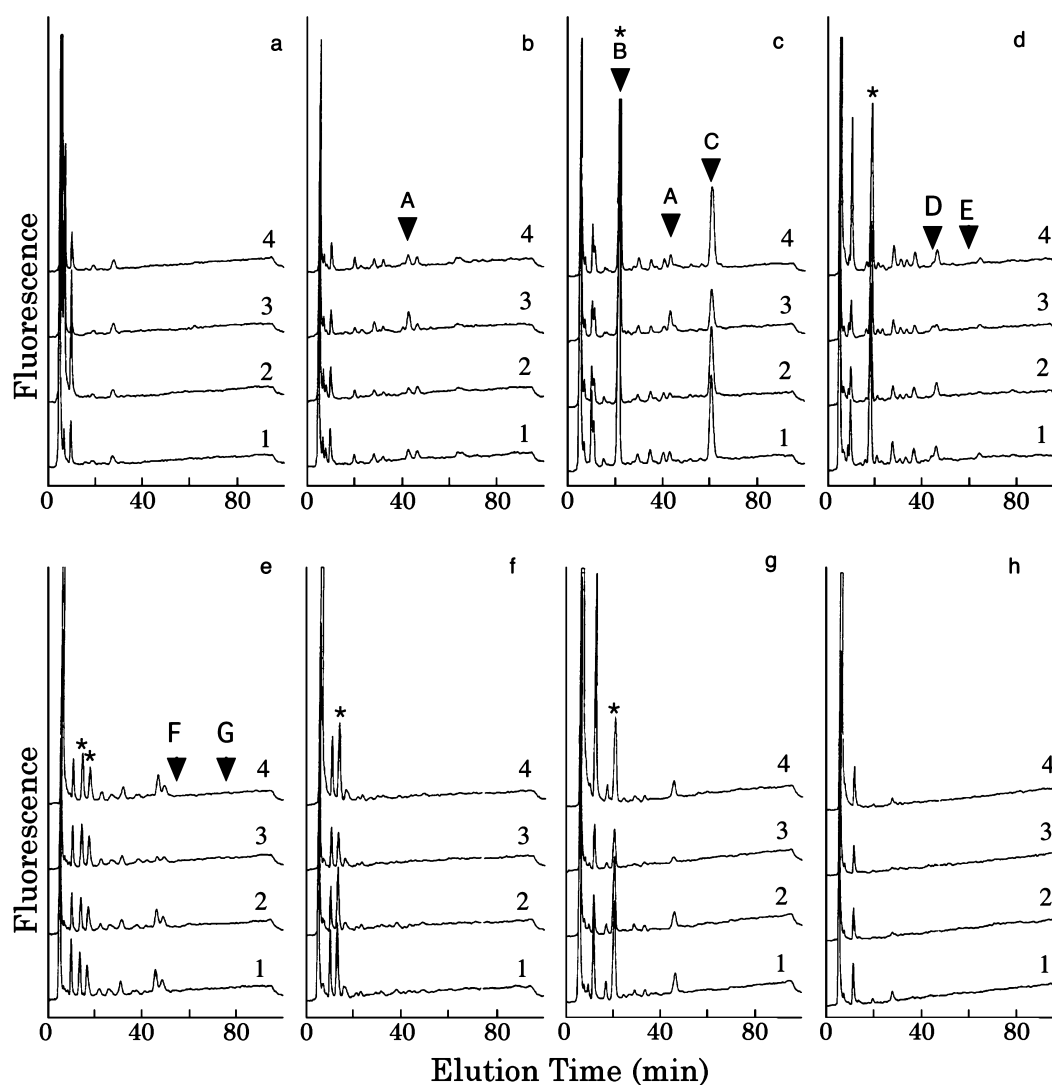 a b c d
*
B
C
A A
*
D E
Fluorescence
4 4 4 4
3 3 3 3
2 2 2 2
1 1 1 1
0 40 80 0 40 80 0 40 80 0 40 80
e f g h
F G
* * * *
Fluorescence
4 4 4 4
3 3 3 3
2 2 2 2
1 1 1 1
0 40 80 0 40 80 0 40 80 0 40 80
Elution Time (min)